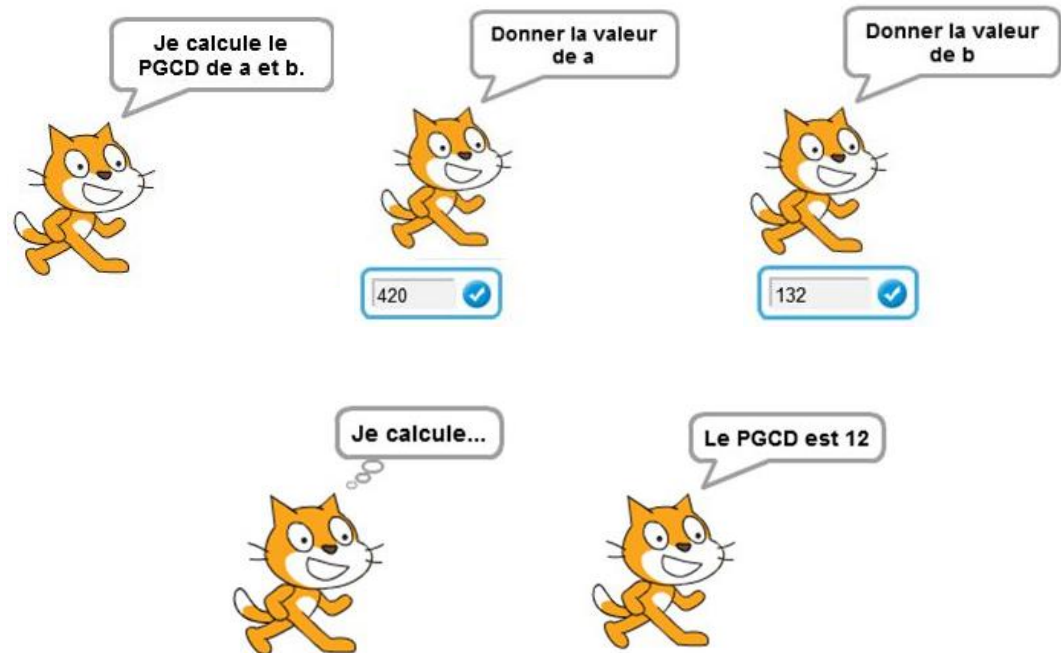 Je calcule le
PGCD de a et b.
Donner la valeur
de a
Donner la valeur
de b
420
132
Je calcule...
Le PGCD est 12